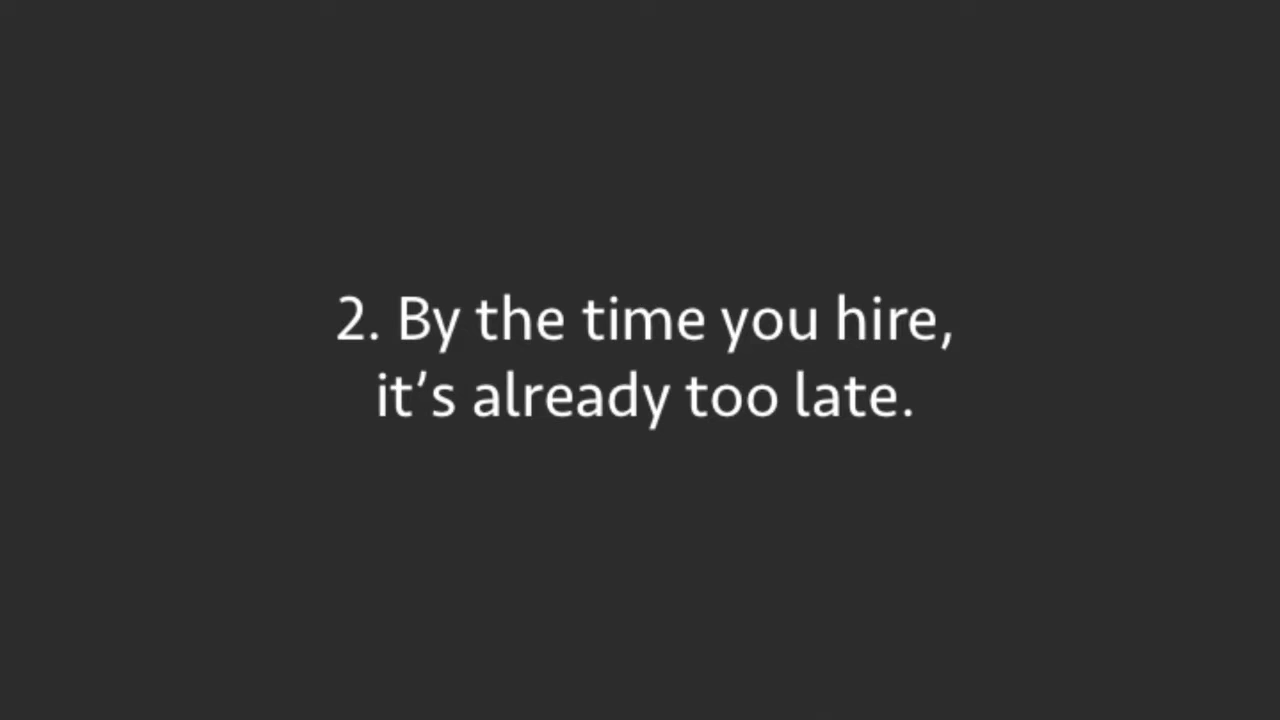 2. By the time you hire,
it’s already too late.